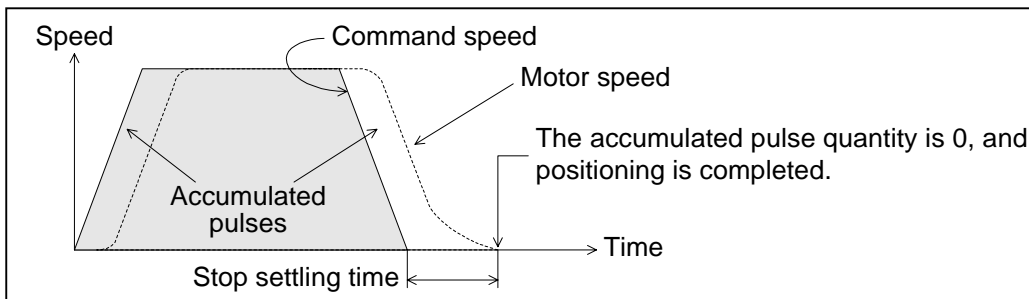 Speed
Command speed
Motor speed
The accumulated pulse quantity is 0, and
positioning is completed.
Accumulated
pulses
Time
Stop settling time